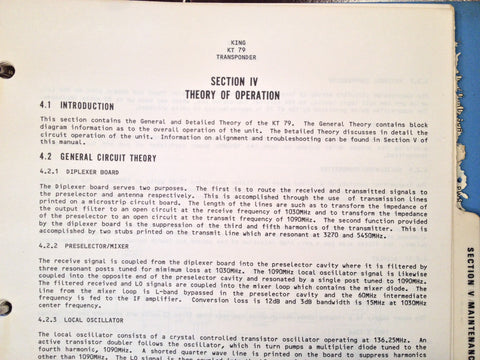 KING
KT 79
TRANSPONDER
SECTION IV
THEORY OF OPERATION
4.1 INTRODUCTION
This section contains the General and Detailed Theory of the KT 79. The General Theory contains block
diagram information as to the overall operation of the unit. The Detailed Theory discusses in detail the
circuit operation of the unit. Information on alignment and troubleshooting can be found in Section V of
this manual.
4.2 GENERAL CIRCUIT THEORY
4.2.1 DIPLEXER BOARD
The Diplexer board serves two purposes. The first is to route the received and transmitted signals to
the preselector and antenna respectively. This is accomplished through the use of transmission lines
printed on a microstrip circuit board. The length of the lines are such as to transform the impedance of
the output filter to an open circuit at the receive frequency of 1030MHz and to transform the impedance
of the preselector to an open circuit at the transmit frequency of 1090MHz. The second function provided
by the diplexer board is the suppression of the third and fifth harmonics of the transmitter. This is
accomplished by two stubs printed on the transmit line which are resonant at 3270 and 5450MHz.
4.2.2 PRESELECTOR/MIXER
The receive signal is coupled from the diplexer board into the preselector cavity where it is filtered by
three resonant posts tuned for minimum loss at 1030MHz. The 1090MHz local oscillator signal is likewise
coupled into the opposite end of the preselector cavity and resonated by a single post tuned to 1090MHz.
The filtered received and LO signals are coupled into the mixer loop which contains the mixer diode. The
line from the mixer loop is L-band bypassed in the preselector cavity and the 60MHz intermediate
frequency is fed to the IF amplifier. Conversion loss is 12dB and 3dB bandwidth is 15MHz at 1030MHz
center frequency.
4.2.3 LOCAL OSCILLATOR
The local oscillator consists of a crystal controlled transistor oscillator operating at 136.25MHz. An
active transistor doubler follows the oscillator, which in turn pumps a multiplier diode tuned to the
fourth harmonic, 1090MHz. A shorted quarter wave line is printed on the board to suppress harmonics
other than 1090MHz. The LO signal is
SECTION V MAINTENANC